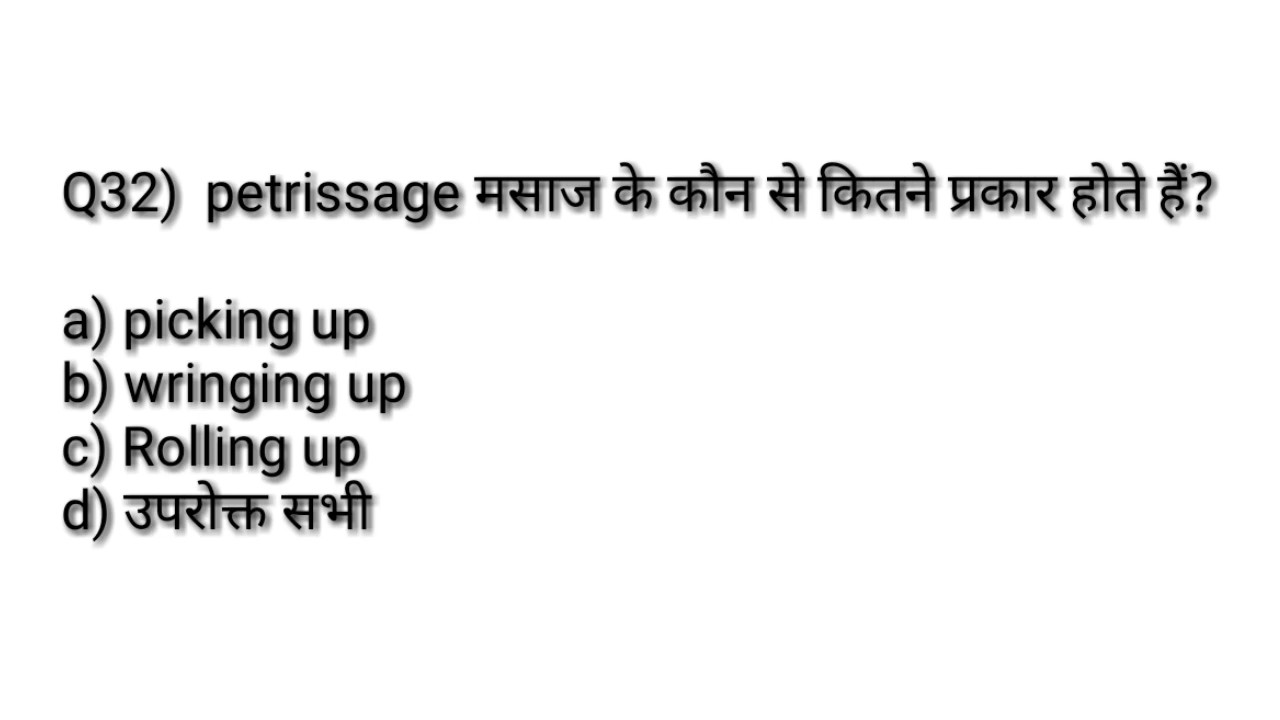 Q32) petrissage मसाज के कौन से कितने प्रकार होते हैं?
a) picking up
b) wringing up
c) Rolling up
d) उपरोक्त सभी